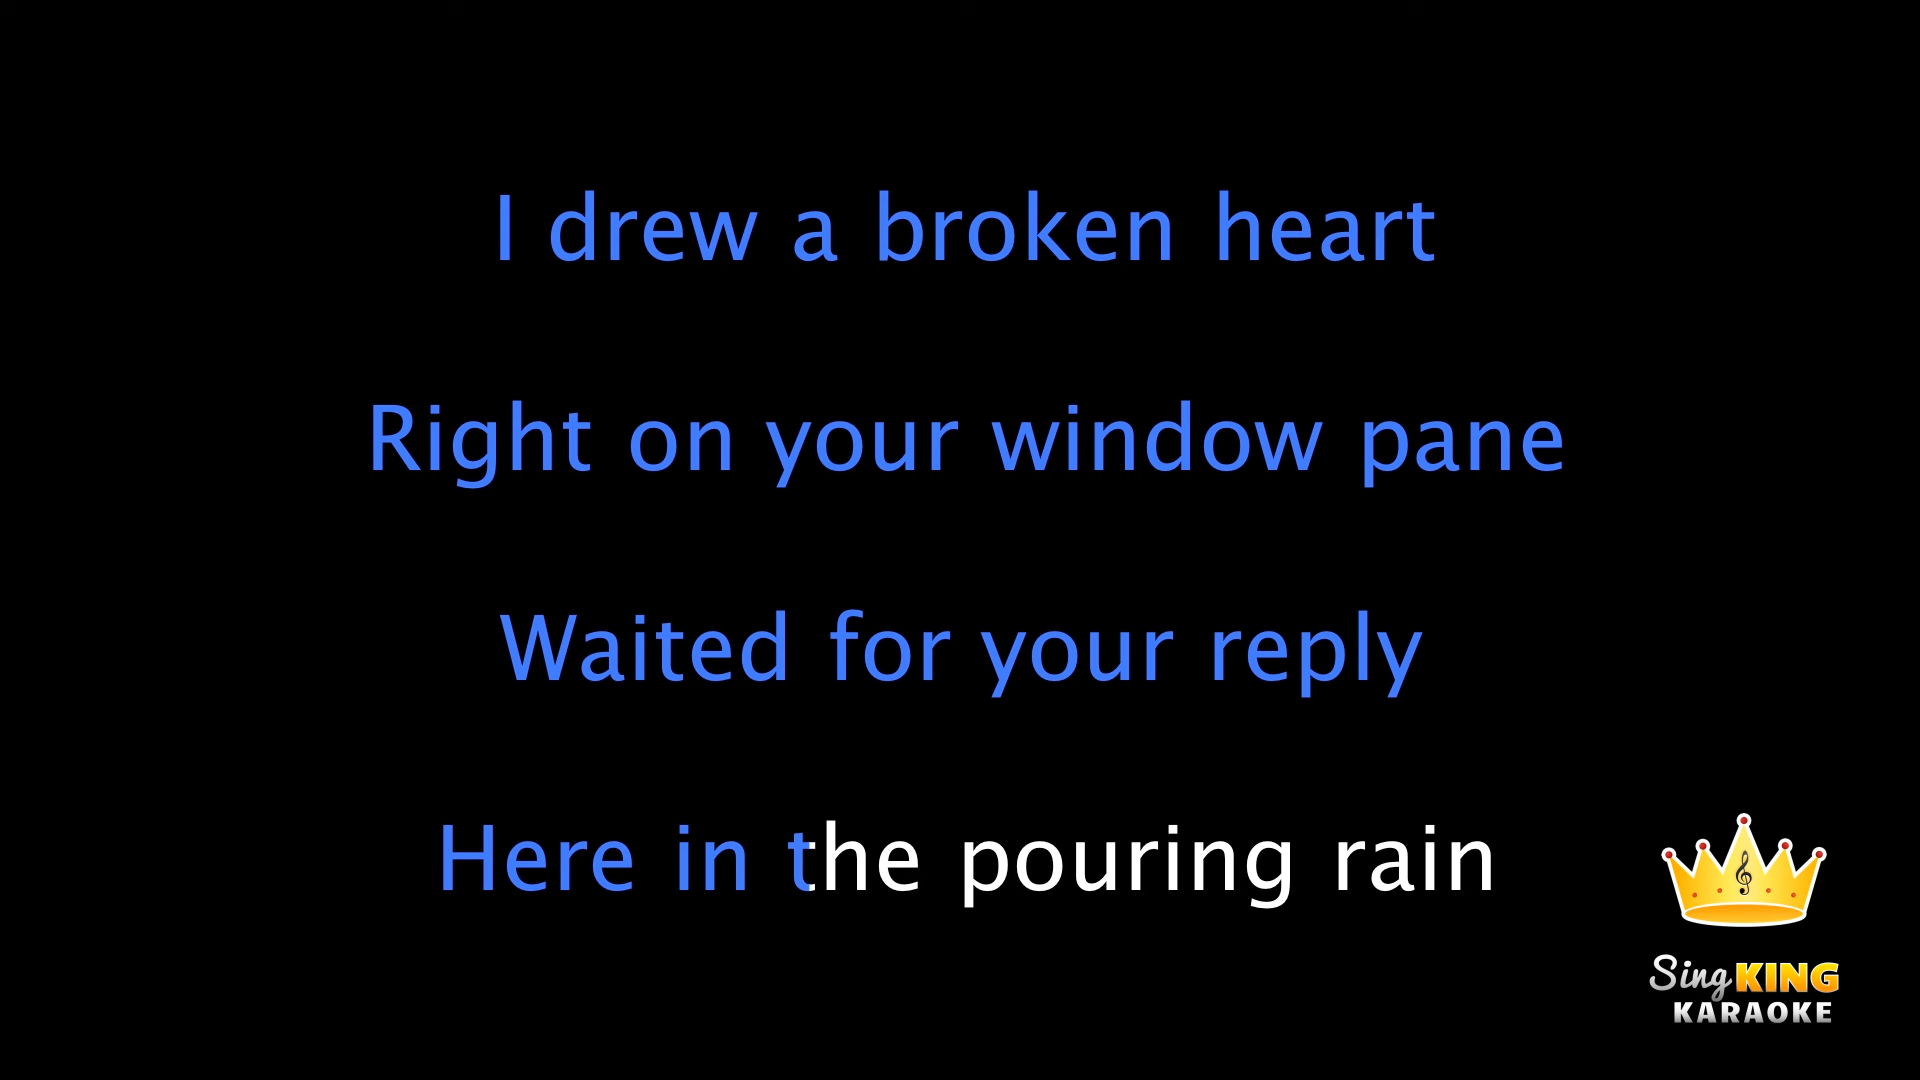 I drew a broken heart
Right on your window pane
Waited for your reply
Here in the pouring rain
Sing KING
KARAOKE